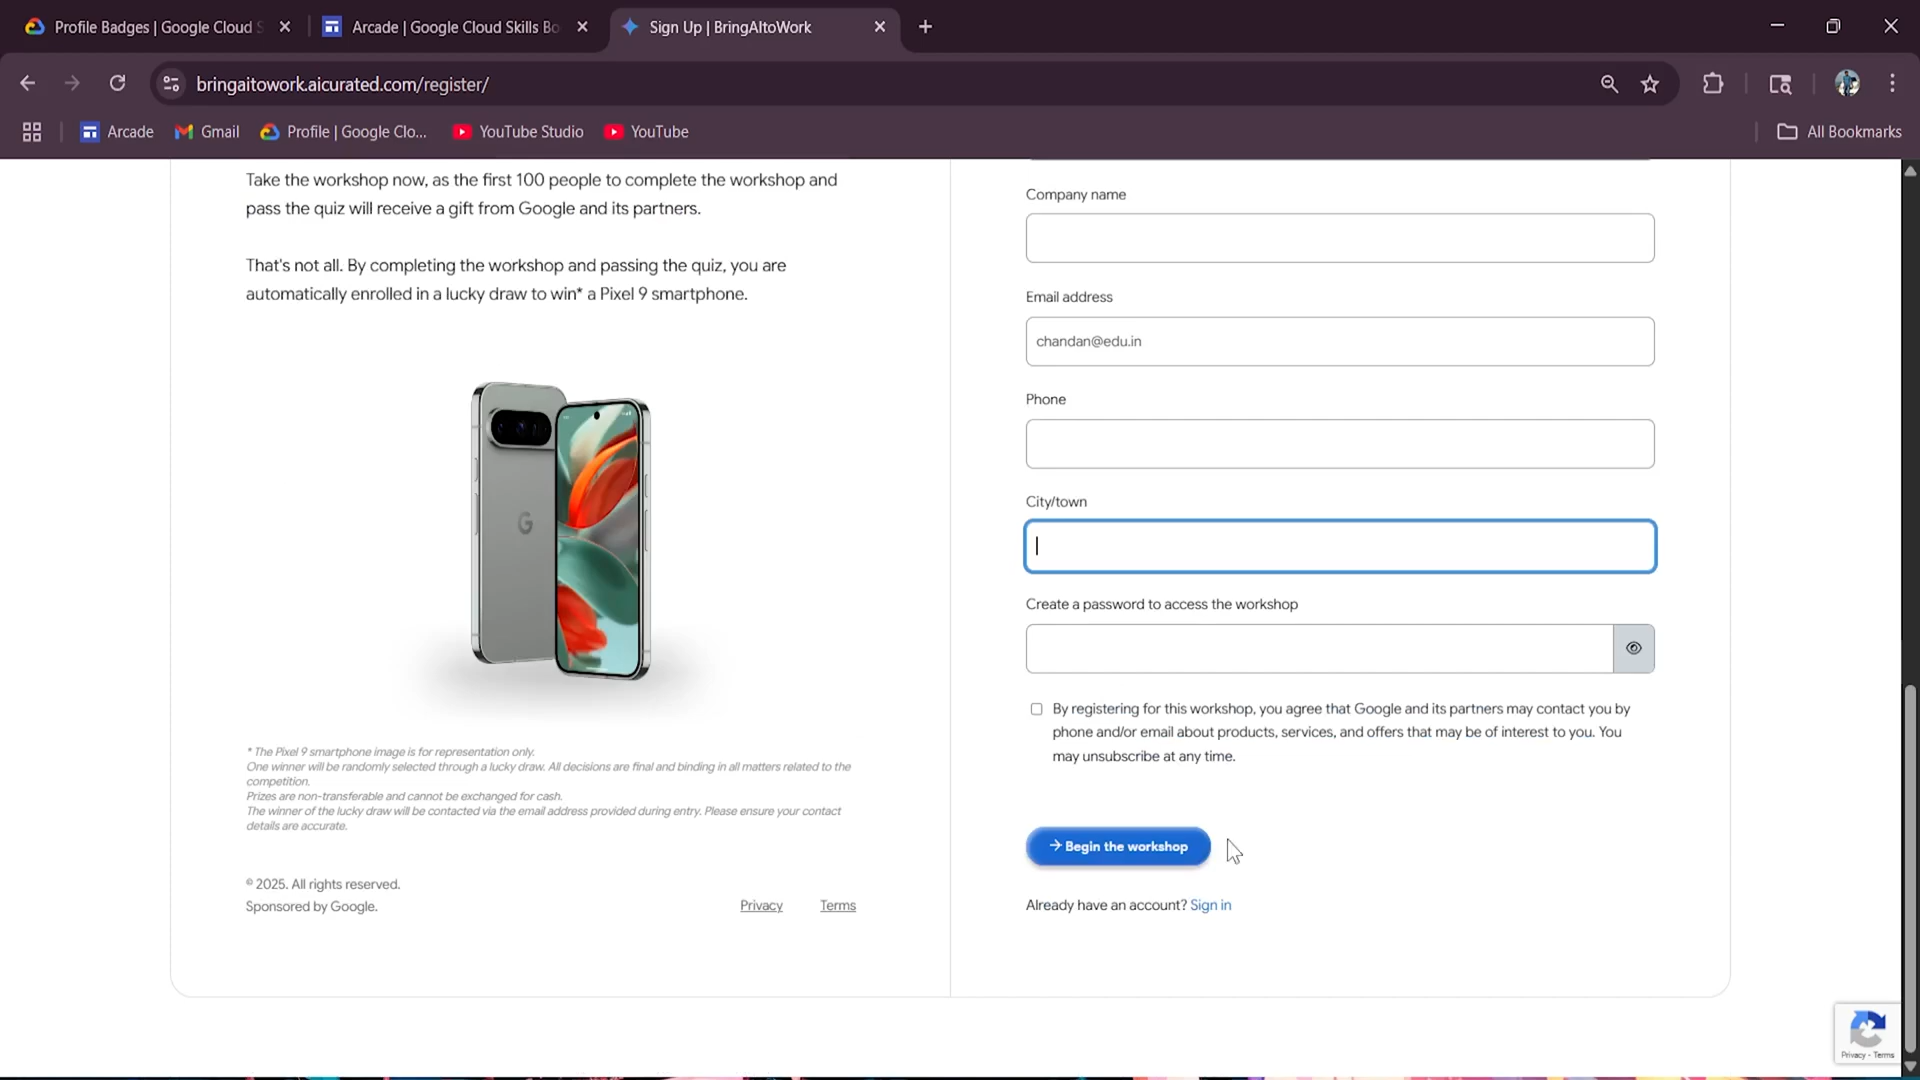 Profile Badges | Google Cloud S
Arcade | Google Cloud Skills Bo
Sign Up | BringAItoWork
bringaitowork.aicurated.com/register/
Arcade
Gmail
Profile | Google Clo...
YouTube Studio
YouTube
All Bookmarks
Take the workshop now, as the first 100 people to complete the workshop and
pass the quiz will receive a gift from Google and its partners.
That's not all. By completing the workshop and passing the quiz, you are
automatically enrolled in a lucky draw to win* a Pixel 9 smartphone.
G
* The Pixel 9 smartphone image is for representation only.
One winner will be randomly selected through a lucky draw. All decisions are final and binding in all matters related to the
competition.
Prizes are non-transferable and cannot be exchanged for cash.
The winner of the lucky draw will be contacted via the email address provided during entry. Please ensure your contact
details are accurate.
© 2025. All rights reserved.
Sponsored by Google.
Privacy
Terms
Company name
Email address
chandan@edu.in
Phone
City/town
Create a password to access the workshop
By registering for this workshop, you agree that Google and its partners may contact you by
phone and/or email about products, services, and offers that may be of interest to you. You
may unsubscribe at any time.
Begin the workshop
Already have an account? Sign in
Privacy - Terms